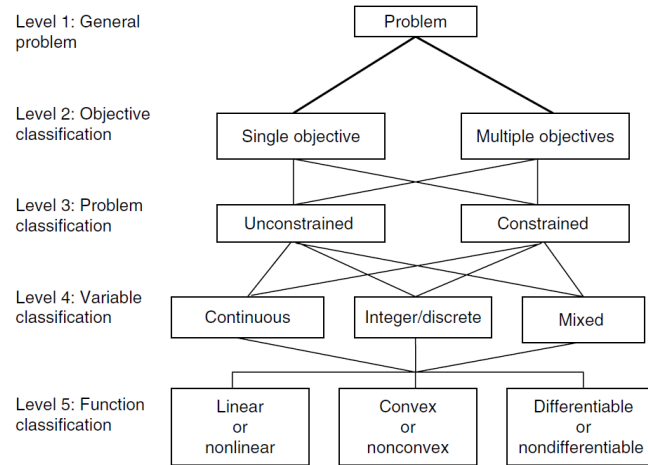 Level 1: General
problem
Problem
Level 2: Objective
classification
Single objective
Multiple objectives
Level 3: Problem
classification
Unconstrained
Constrained
Level 4: Variable
classification
Continuous
Integer/discrete
Mixed
Level 5: Function
classification
Linear
or
nonlinear
Convex
or
nonconvex
Differentiable
or
nondifferentiable